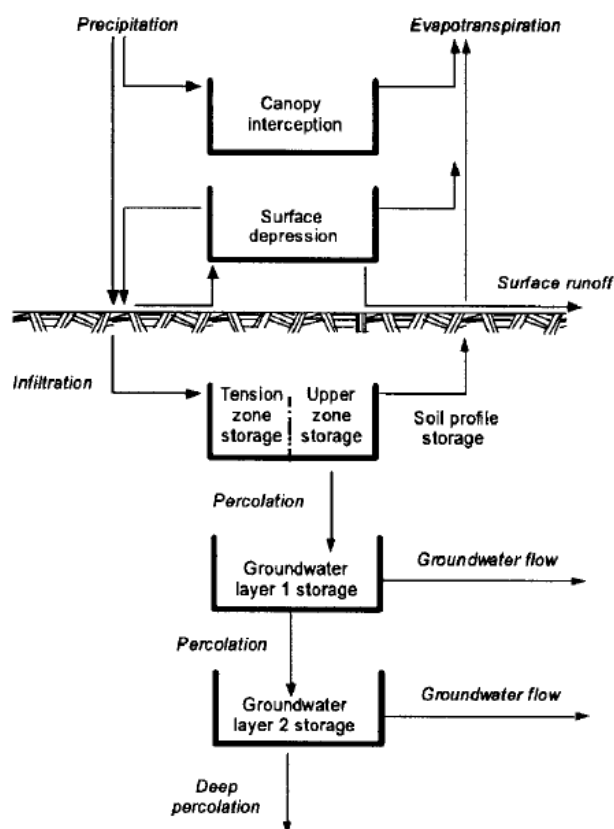 Precipitation
Evapotranspiration
Canopy
interception
Surface
depression
Surface runoff
Infiltration
Tension
zone
storage
Upper
zone
storage
Soil profile
storage
Percolation
Groundwater
layer 1 storage
Groundwater flow
Percolation
Groundwater
layer 2 storage
Groundwater flow
Deep
percolation